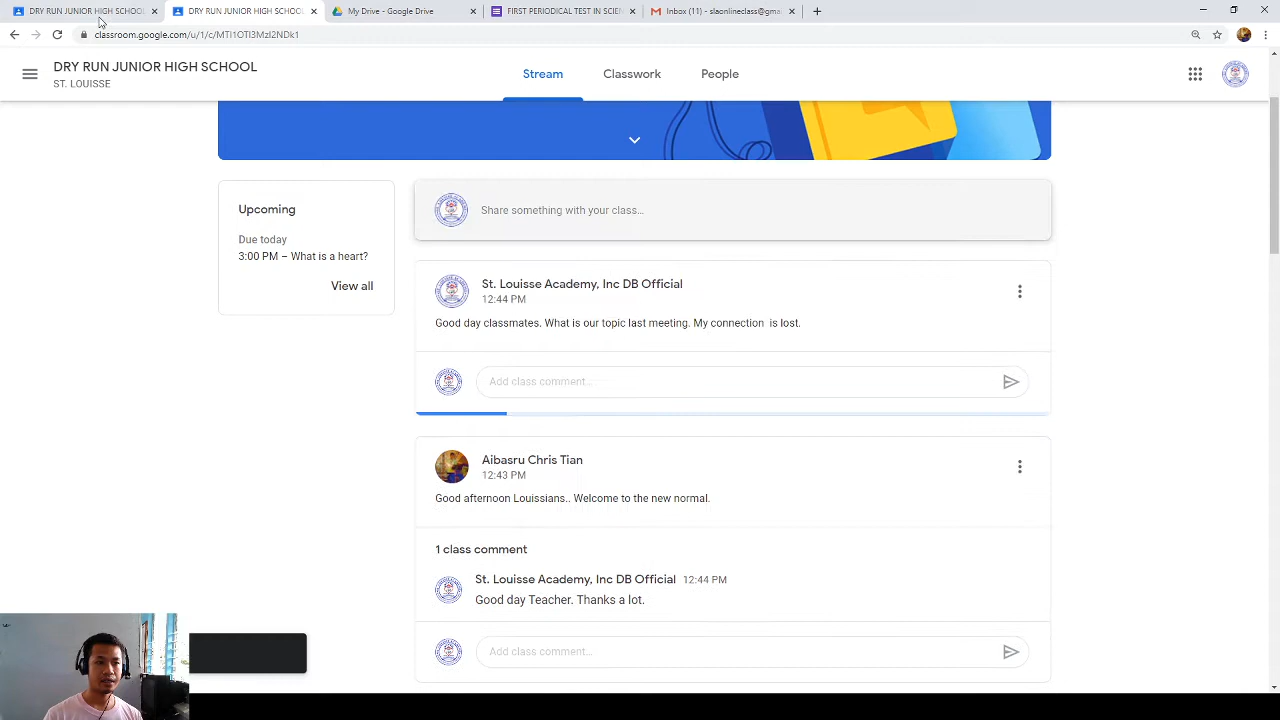 DRY RUN JUNIOR HIGH SCHOOL
DRY RUN JUNIOR HIGH SCHOOL
My Drive - Google Drive
FIRST PERIODICAL TEST IN SCIEN
Inbox (11) - slaonlineclass@gma
classroom.google.com/u/1/c/MTI1OTI3MzI2NDk1
DRY RUN JUNIOR HIGH SCHOOL
ST. LOUISSE
Stream
Classwork
People
Upcoming
Due today
3:00 PM – What is a heart?
View all
Share something with your class...
St. Louisse Academy, Inc DB Official
12:44 PM
Good day classmates. What is our topic last meeting. My connection is lost.
Add class comment...
Aibasru Chris Tian
12:43 PM
Good afternoon Louissians.. Welcome to the new normal.
1 class comment
St. Louisse Academy, Inc DB Official 12:44 PM
Good day Teacher. Thanks a lot.
Add class comment...